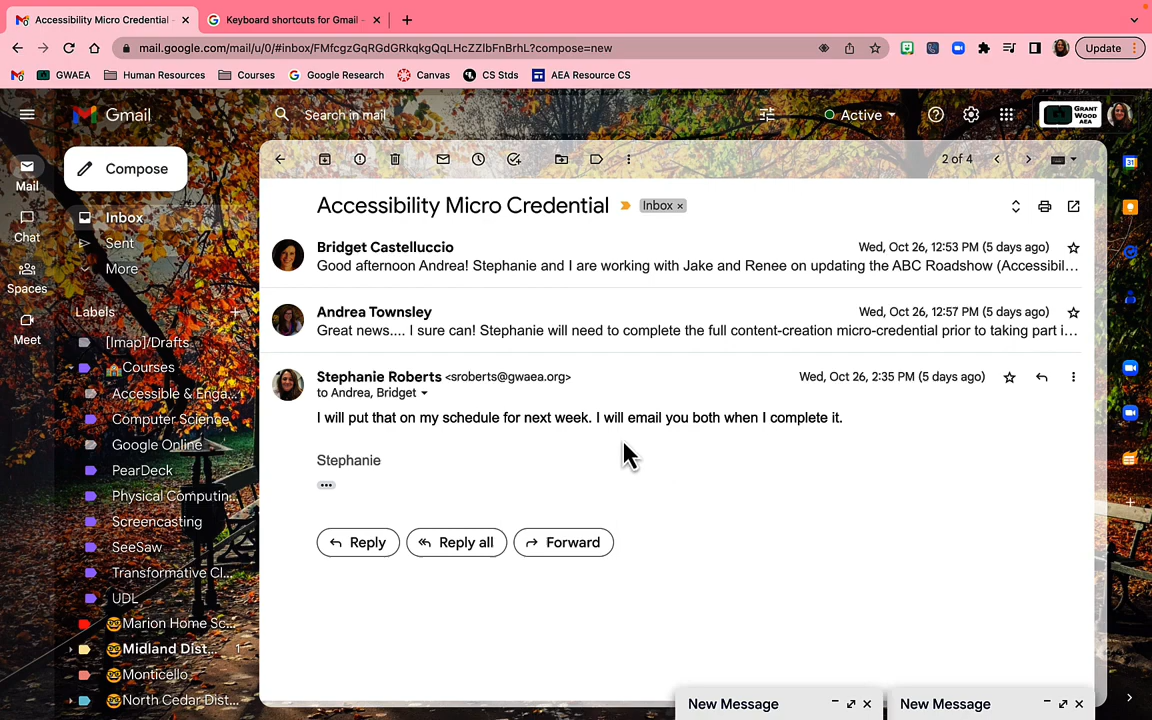 Accessibility Micro Credential -
Keyboard shortcuts for Gmail -
mail.google.com/mail/u/0/#inbox/FMfcgzGqRGdGRkqkgQqLHcZZlbFnBrhL?compose=new
Update
GWAEA
Human Resources
Courses
Google Research
Canvas
CS Stds
AEA Resource CS
Gmail
Search in mail
Active
GRANT
WOOD
AEA
Mail
Chat
Spaces
Meet
Compose
Inbox
Sent
More
Labels
[Imap]/Drafts
Courses
Accessible & Enga...
Computer Science
Google Online
PearDeck
Physical Computin...
Screencasting
SeeSaw
Transformative Cl...
UDL
Marion Home Sc...
Midland Dist... 1
Monticello
North Cedar Dist...
2 of 4
Accessibility Micro Credential
Inbox ×
Bridget Castelluccio
Wed, Oct 26, 12:53 PM (5 days ago)
Good afternoon Andrea! Stephanie and I are working with Jake and Renee on updating the ABC Roadshow (Accessibil...
Andrea Townsley
Wed, Oct 26, 12:57 PM (5 days ago)
Great news.... I sure can! Stephanie will need to complete the full content-creation micro-credential prior to taking part i...
Stephanie Roberts <sroberts@gwaea.org>
Wed, Oct 26, 2:35 PM (5 days ago)
to Andrea, Bridget
I will put that on my schedule for next week. I will email you both when I complete it.
Stephanie
Reply
Reply all
Forward
New Message
New Message
31